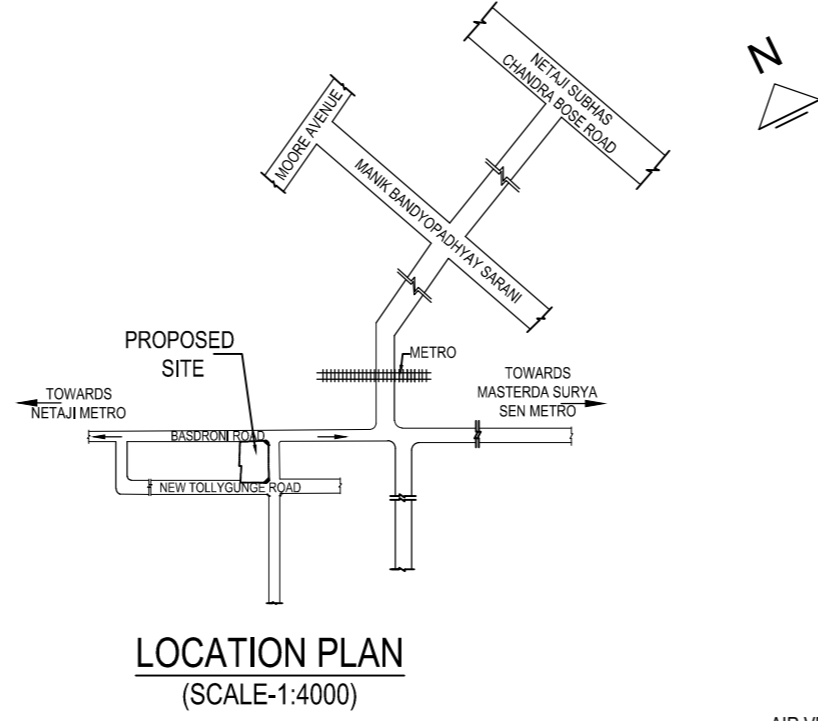 NETAJI SUBHAS
CHANDRA BOSE ROAD
N
MOORE AVENUE
MANIK BANDYOPADHYAY SARANI
PROPOSED
SITE
METRO
TOWARDS
NETAJI METRO
TOWARDS
MASTERDA SURYA
SEN METRO
BASDRONI ROAD
NEW TOLLYGUNGE ROAD
LOCATION PLAN
(SCALE-1:4000)